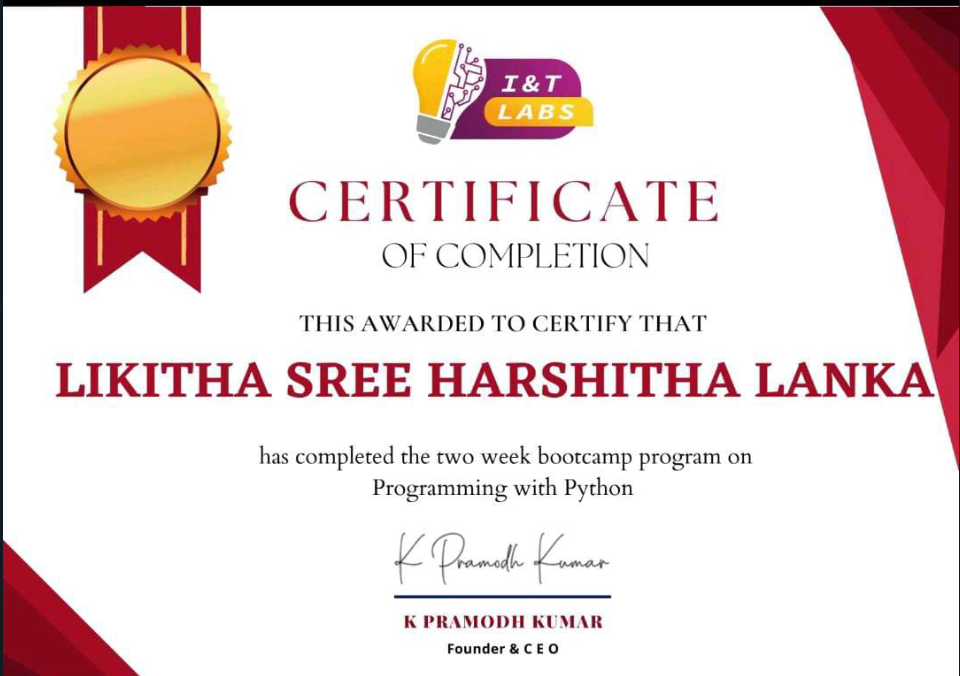 I&T
LABS
CERTIFICATE
OF COMPLETION
THIS AWARDED TO CERTIFY THAT
LIKITHA SREE HARSHITHA LANKA
has completed the two week bootcamp program on
Programming with Python
K Pramodh Kumar
K PRAMODH KUMAR
Founder & C E O